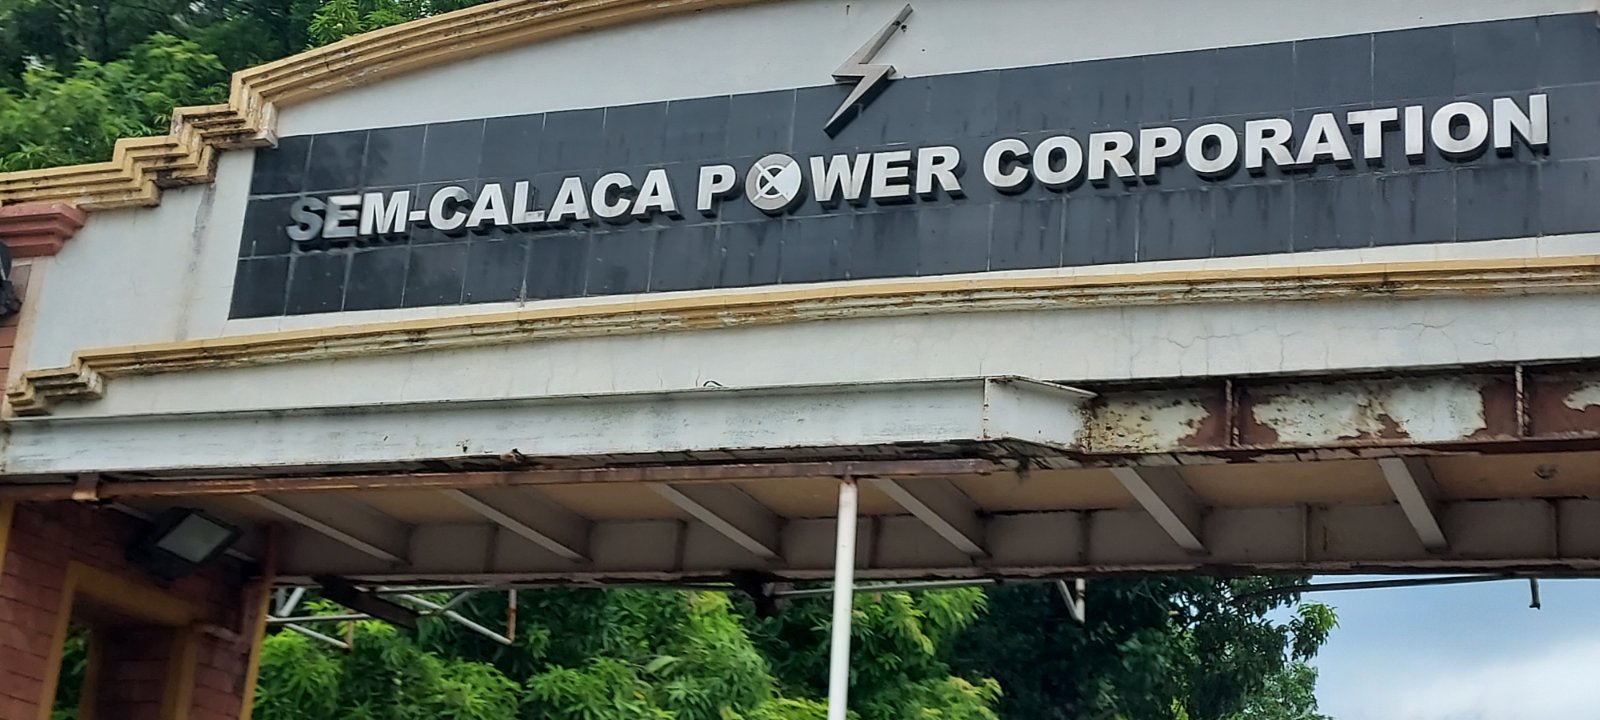 SEM-CALACA POWER CORPORATION